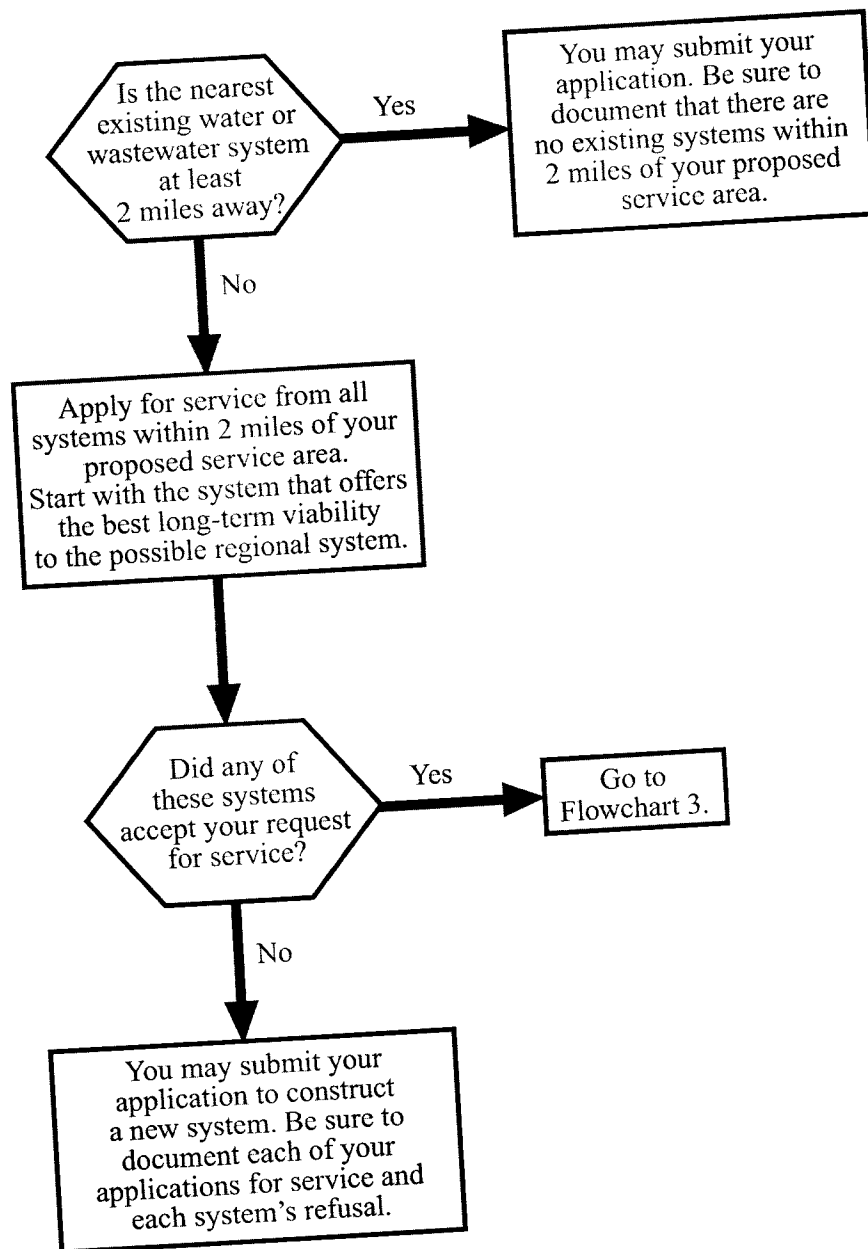 Is the nearest
existing water or
wastewater system
at least
2 miles away?
Yes
You may submit your
application. Be sure to
document that there are
no existing systems within
2 miles of your proposed
service area.
No
Apply for service from all
systems within 2 miles of your
proposed service area.
Start with the system that offers
the best long-term viability
to the possible regional system.
Did any of
these systems
accept your request
for service?
Yes
Go to
Flowchart 3.
No
You may submit your
application to construct
a new system. Be sure to
document each of your
applications for service and
each system's refusal.